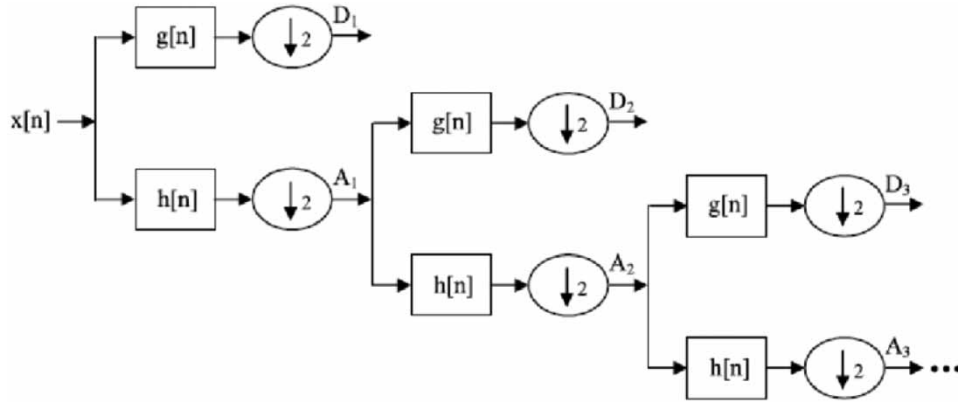 D₁
g[n] 2
x[n]
D₂
g[n] 2
A₁
h[n] 2
D₃
g[n] 2
A₂
h[n] 2
A₃
h[n] 2 •••